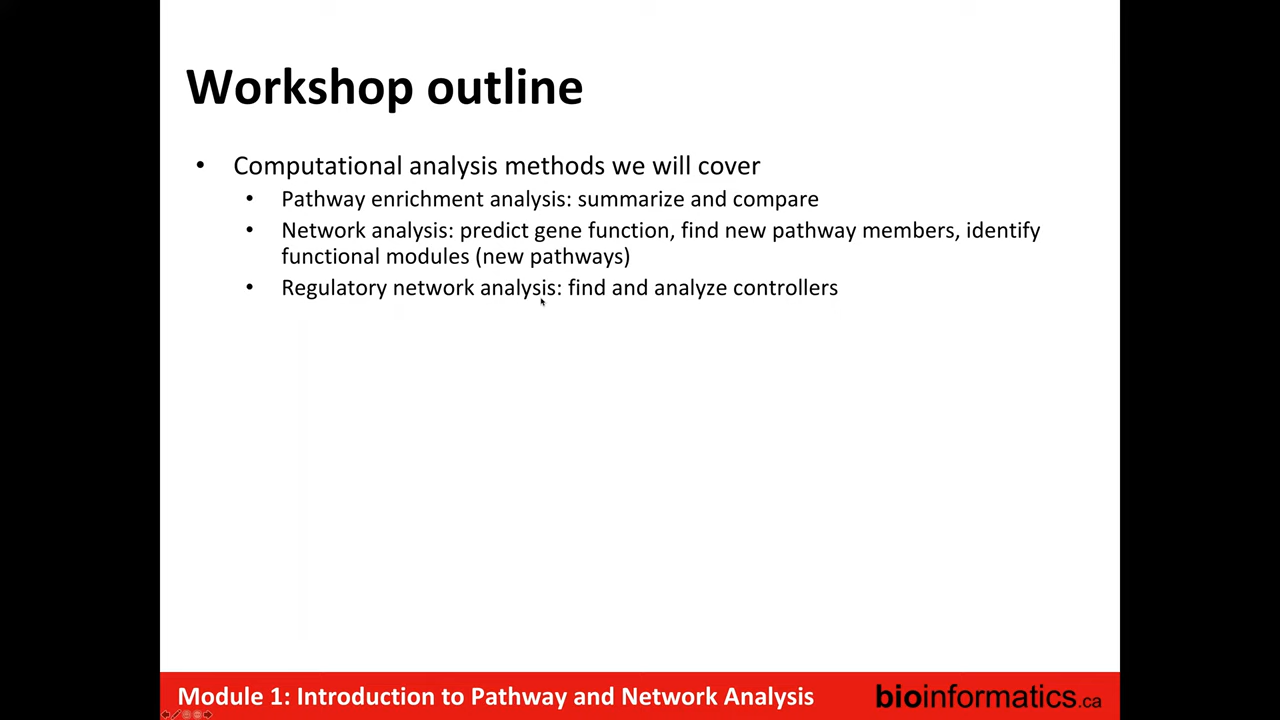 Workshop outline
• Computational analysis methods we will cover
• Pathway enrichment analysis: summarize and compare
• Network analysis: predict gene function, find new pathway members, identify
functional modules (new pathways)
• Regulatory network analysis: find and analyze controllers
Module 1: Introduction to Pathway and Network Analysis
bioinformatics.ca